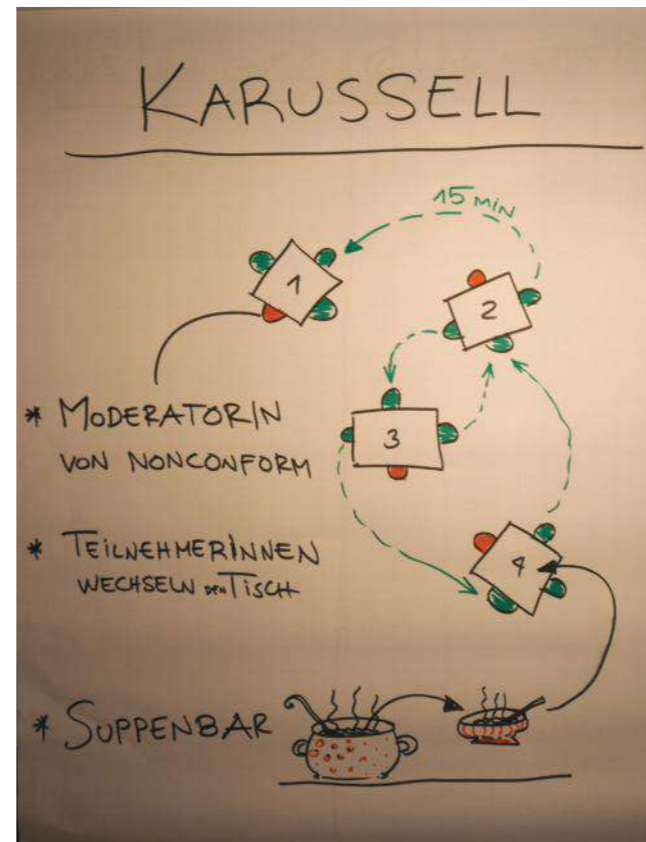 KARUSSELL
15 MIN
1
2
3
4
* MODERATORIN
VON NONCONFORM
* TEILNEHMERINNEN
WECHSELN DEN TISCH
* SUPPENBAR